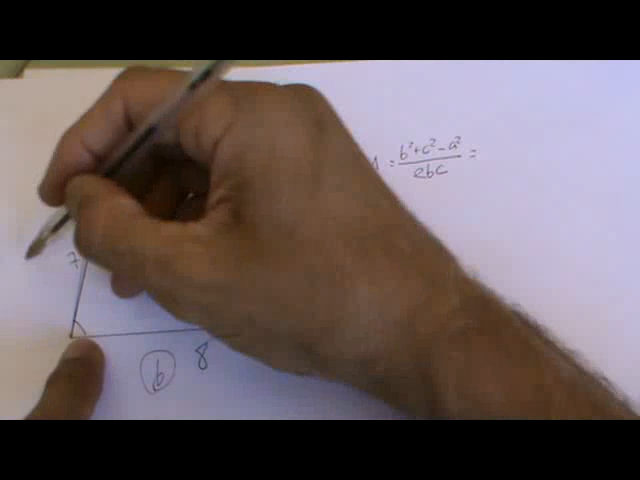 = b²+c²-a² / 2bc =
7
b 8